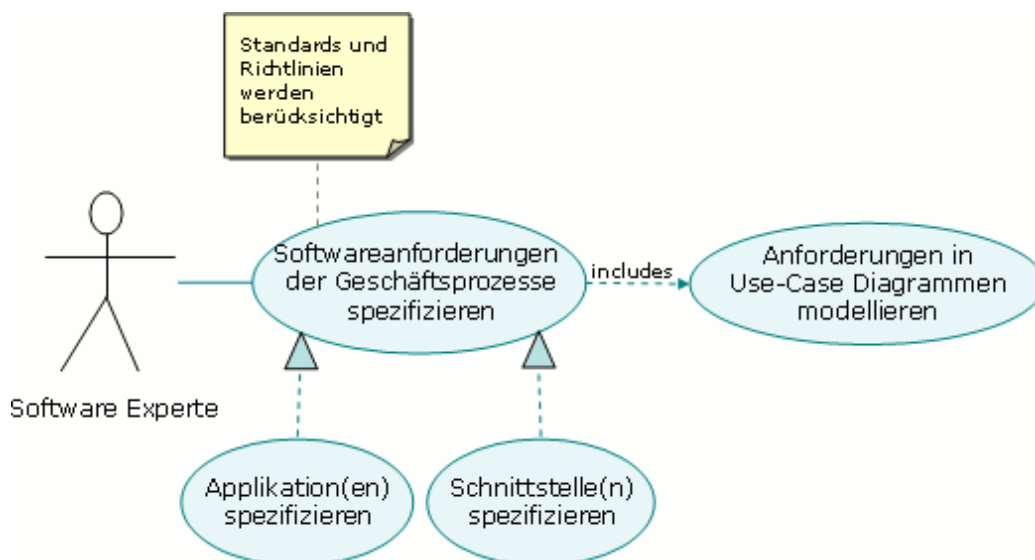 Standards und
Richtlinien
werden
berücksichtigt
Softwareanforderungen
der Geschäftsprozesse
spezifizieren
includes
Anforderungen in
Use-Case Diagrammen
modellieren
Software Experte
Applikation(en)
spezifizieren
Schnittstelle(n)
spezifizieren